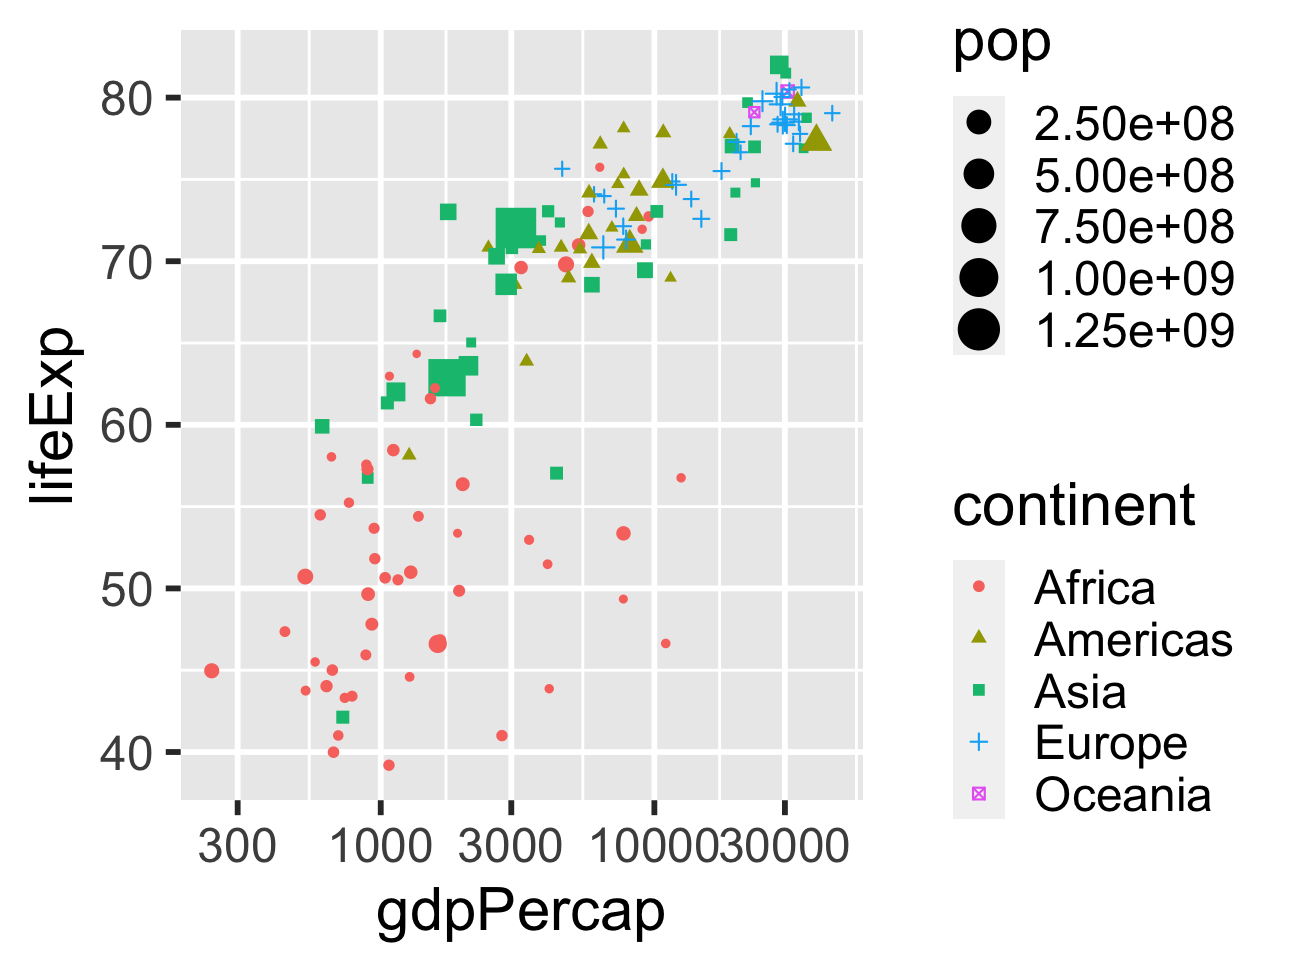 80
70
60
50
40
lifeExp
300 1000 3000 10000 30000
gdpPercap
pop
2.50e+08
5.00e+08
7.50e+08
1.00e+09
1.25e+09
continent
Africa
Americas
Asia
Europe
Oceania